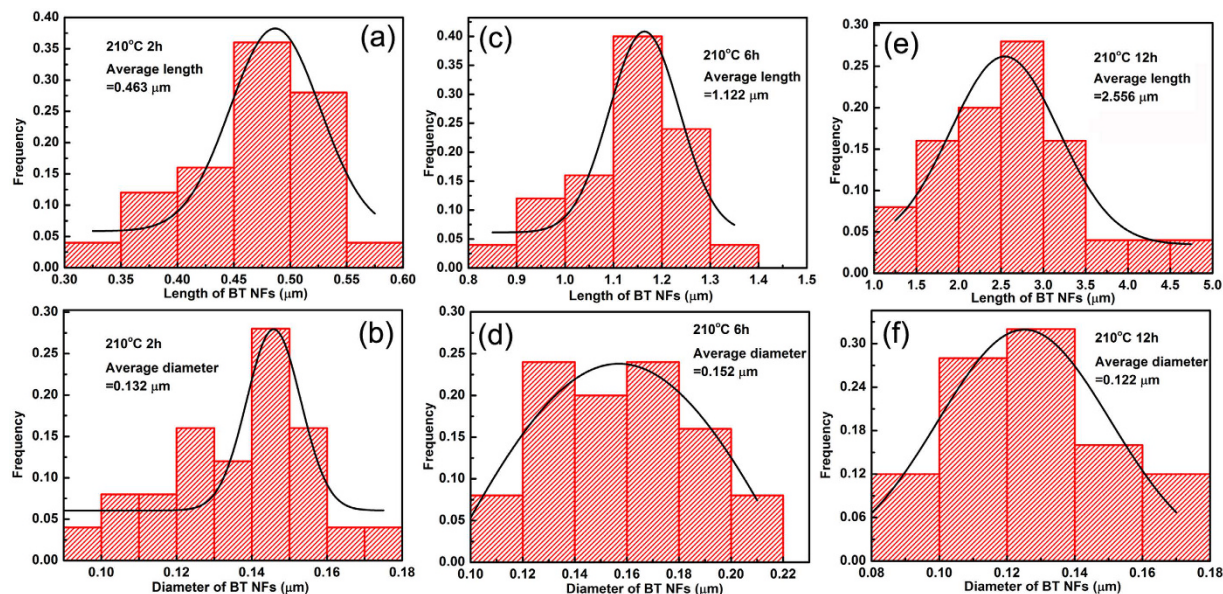 (a)
210°C 2h
Average length
=0.463 μm
Frequency
0.40
0.35
0.30
0.25
0.20
0.15
0.10
0.05
0.00
0.30 0.35 0.40 0.45 0.50 0.55 0.60
Length of BT NFs (μm)
(c)
210°C 6h
Average length
=1.122 μm
Frequency
0.40
0.35
0.30
0.25
0.20
0.15
0.10
0.05
0.00
0.8 0.9 1.0 1.1 1.2 1.3 1.4 1.5
Length of BT NFs (μm)
(e)
210°C 12h
Average length
=2.556 μm
Frequency
0.30
0.25
0.20
0.15
0.10
0.05
0.00
1.0 1.5 2.0 2.5 3.0 3.5 4.0 4.5 5.0
Length of BT NFs (μm)
(b)
210°C 2h
Average diameter
=0.132 μm
Frequency
0.30
0.25
0.20
0.15
0.10
0.05
0.00
0.10 0.12 0.14 0.16 0.18
Diameter of BT NFs (μm)
(d)
210°C 6h
Average diameter
=0.152 μm
Frequency
0.30
0.25
0.20
0.15
0.10
0.05
0.00
0.10 0.12 0.14 0.16 0.18 0.20 0.22
Diameter of BT NFs (μm)
(f)
210°C 12h
Average diameter
=0.122 μm
Frequency
0.30
0.24
0.18
0.12
0.06
0.00
0.08 0.10 0.12 0.14 0.16 0.18
Diameter of BT NFs (μm)